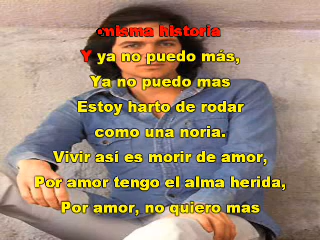 misma historia
Y ya no puedo más,
Ya no puedo mas
Estoy harto de rodar
como una noria.
Vivir así es morir de amor,
Por amor tengo el alma herida,
Por amor, no quiero mas